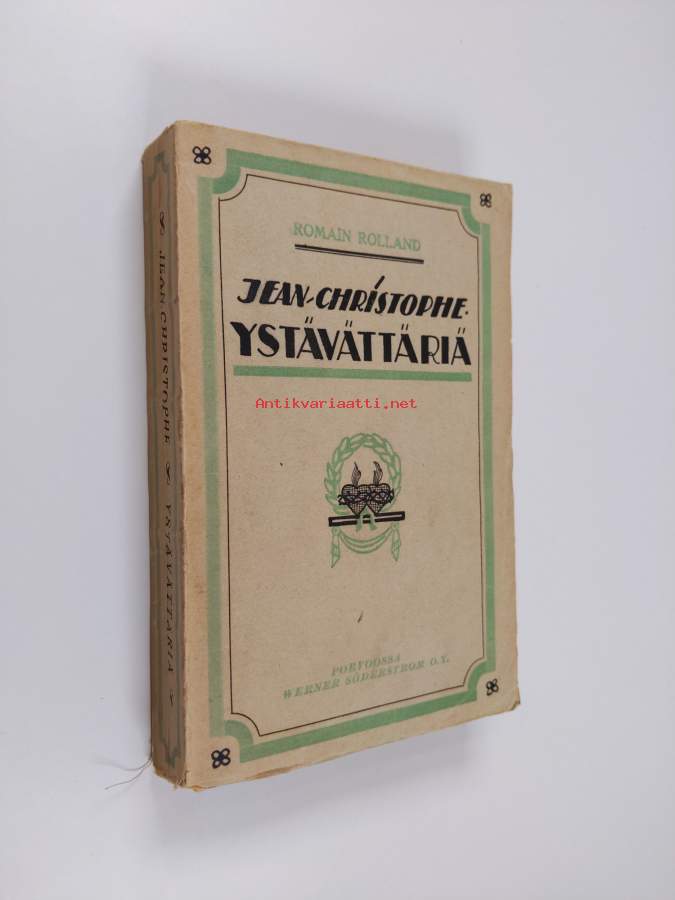 ROMAIN ROLLAND
JEAN-CHRISTOPHE.
YSTÄVÄTTÄRIÄ
Antikvariaatti.net
PORVOOSSA
WERNER SÖDERSTRÖM O.Y.
JEAN CHRISTOPHE YSTÄVÄTTÄRIÄ